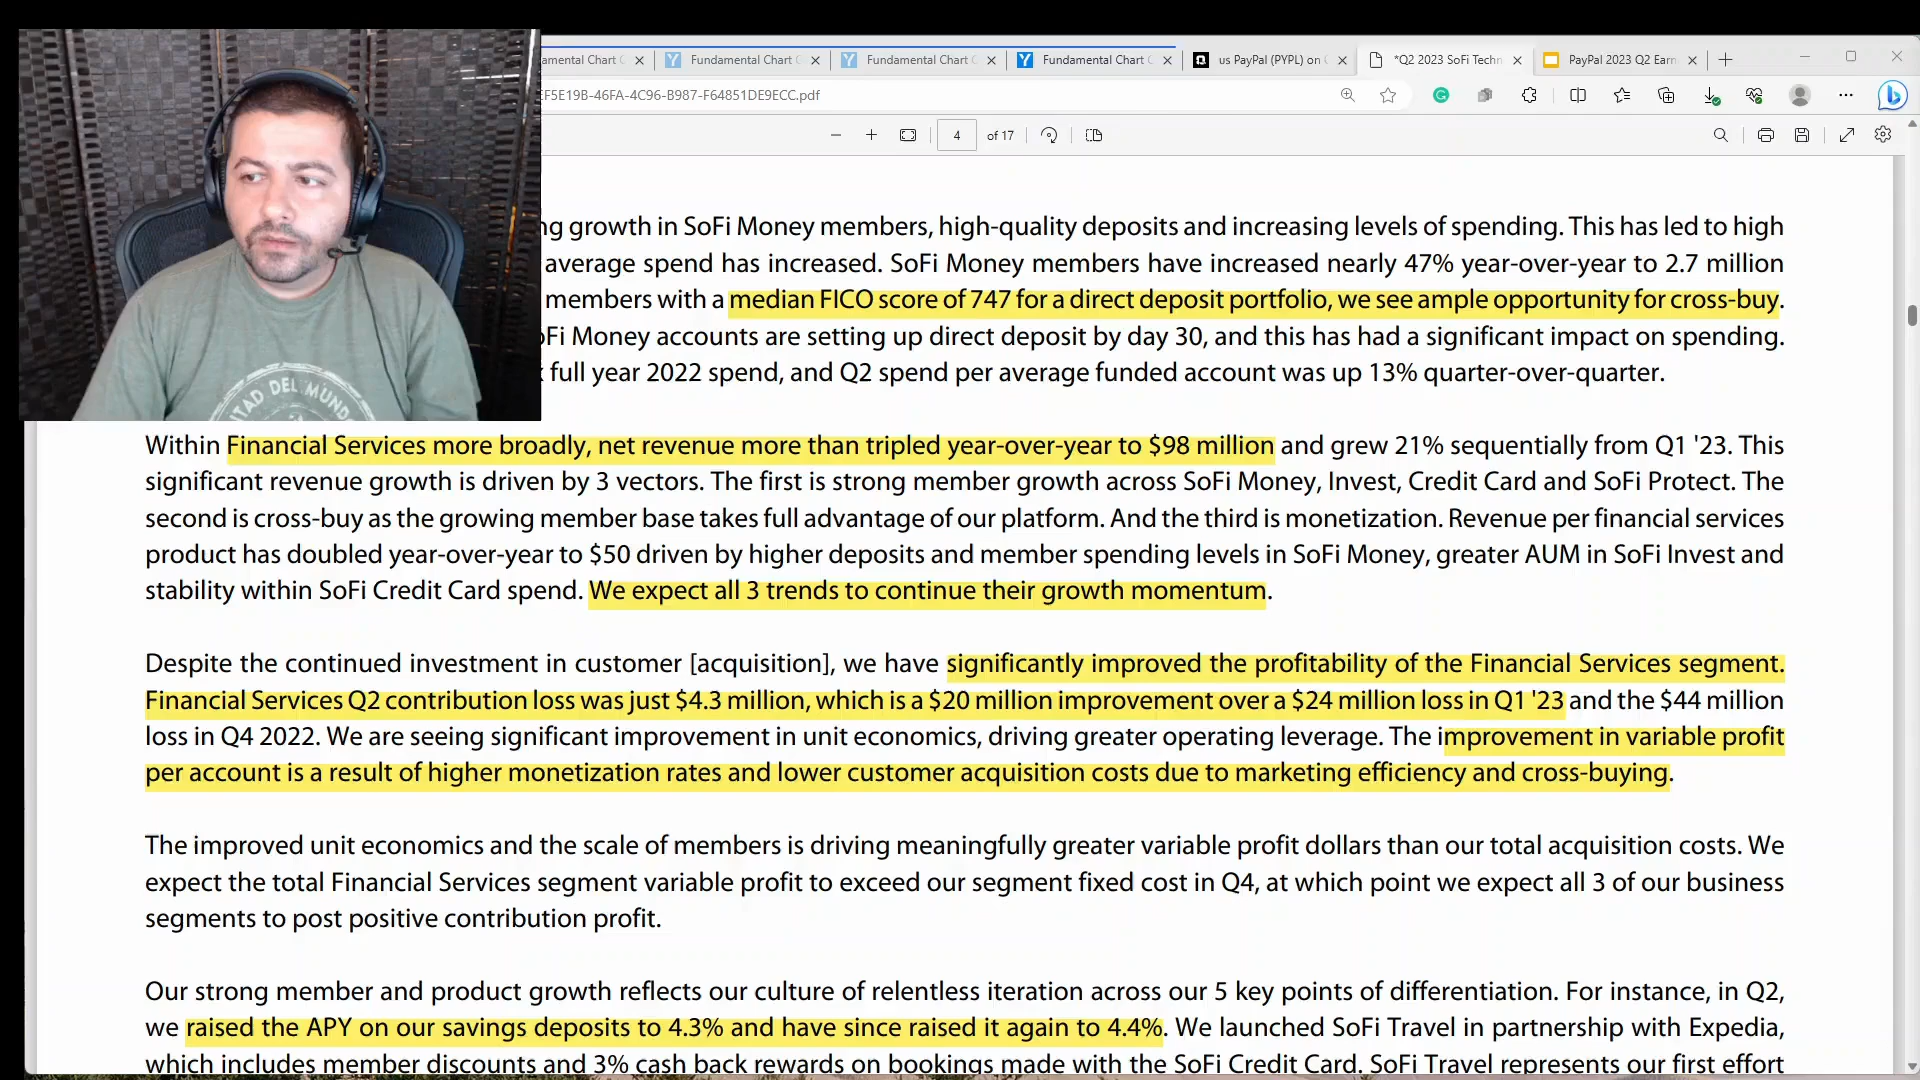 amental Chart
Fundamental Chart
Fundamental Chart
Fundamental Chart
us PayPal (PYPL) on
*Q2 2023 SoFi Techn
PayPal 2023 Q2 Earn
F5E19B-46FA-4C96-B987-F64851DE9ECC.pdf
4 of 17
ng growth in SoFi Money members, high-quality deposits and increasing levels of spending. This has led to high
average spend has increased. SoFi Money members have increased nearly 47% year-over-year to 2.7 million
members with a median FICO score of 747 for a direct deposit portfolio, we see ample opportunity for cross-buy.
oFi Money accounts are setting up direct deposit by day 30, and this has had a significant impact on spending.
full year 2022 spend, and Q2 spend per average funded account was up 13% quarter-over-quarter.
Within Financial Services more broadly, net revenue more than tripled year-over-year to $98 million and grew 21% sequentially from Q1 '23. This
significant revenue growth is driven by 3 vectors. The first is strong member growth across SoFi Money, Invest, Credit Card and SoFi Protect. The
second is cross-buy as the growing member base takes full advantage of our platform. And the third is monetization. Revenue per financial services
product has doubled year-over-year to $50 driven by higher deposits and member spending levels in SoFi Money, greater AUM in SoFi Invest and
stability within SoFi Credit Card spend. We expect all 3 trends to continue their growth momentum.
Despite the continued investment in customer [acquisition], we have significantly improved the profitability of the Financial Services segment.
Financial Services Q2 contribution loss was just $4.3 million, which is a $20 million improvement over a $24 million loss in Q1 '23 and the $44 million
loss in Q4 2022. We are seeing significant improvement in unit economics, driving greater operating leverage. The improvement in variable profit
per account is a result of higher monetization rates and lower customer acquisition costs due to marketing efficiency and cross-buying.
The improved unit economics and the scale of members is driving meaningfully greater variable profit dollars than our total acquisition costs. We
expect the total Financial Services segment variable profit to exceed our segment fixed cost in Q4, at which point we expect all 3 of our business
segments to post positive contribution profit.
Our strong member and product growth reflects our culture of relentless iteration across our 5 key points of differentiation. For instance, in Q2,
we raised the APY on our savings deposits to 4.3% and have since raised it again to 4.4%. We launched SoFi Travel in partnership with Expedia,
which includes member discounts and 3% cash back rewards on bookings made with the SoFi Credit Card. SoFi Travel represents our first effort
TAD DEL MUNDO